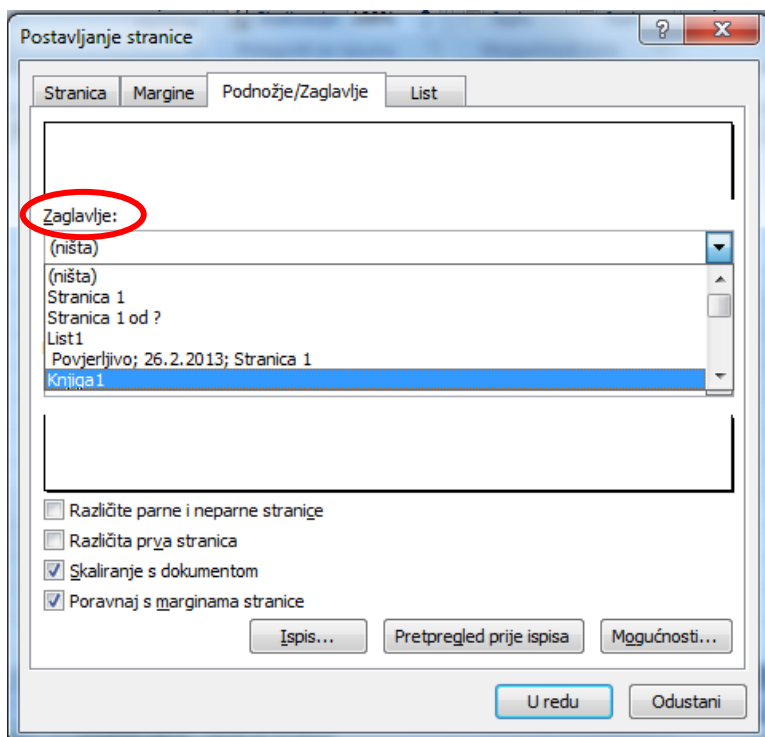 Postavljanje stranice
Stranica Margine Podnožje/Zaglavlje List
Zaglavlje:
(ništa)
(ništa)
Stranica 1
Stranica 1 od ?
List1
Povjerljivo; 26.2.2013; Stranica 1
Knjiga1
Različite parne i neparne stranice
Različita prva stranica
Skaliranje s dokumentom
Poravnaj s marginama stranice
Ispis... Pretpregled prije ispisa Mogućnosti...
U redu Odustani